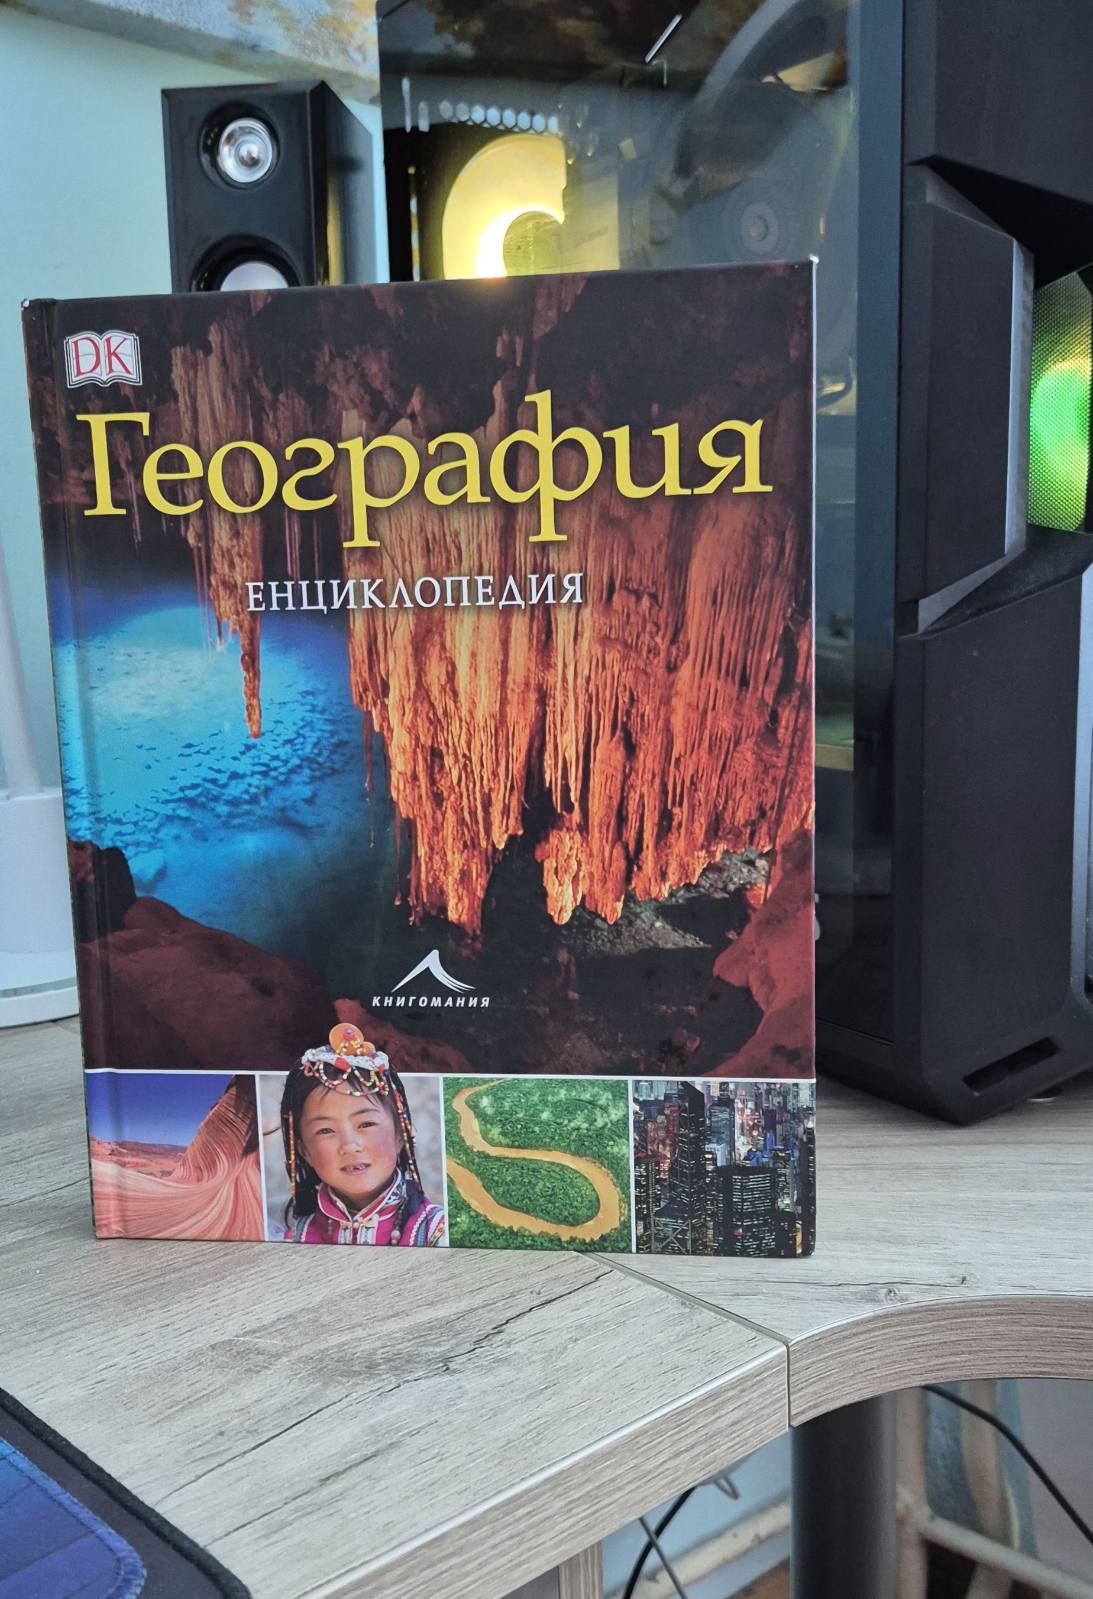 DK
География
ЕНЦИКЛОПЕДИЯ
КНИГОМАНИЯ